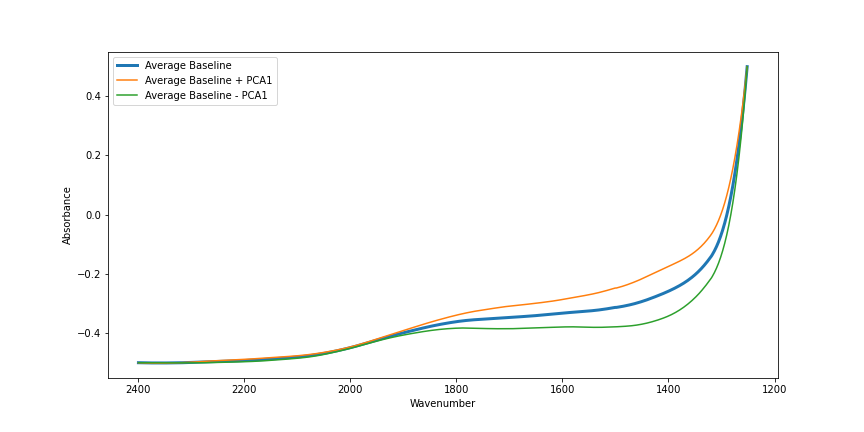 Average Baseline
Average Baseline + PCA1
Average Baseline - PCA1
0.4
0.2
0.0
−0.2
−0.4
Absorbance
2400 2200 2000 1800 1600 1400 1200
Wavenumber